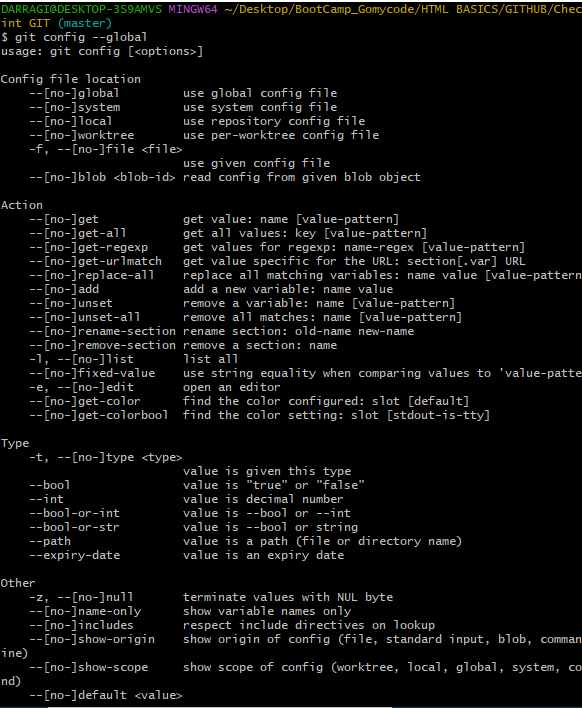 DARRAGI@DESKTOP-3S9AMVS MINGW64 ~/Desktop/BootCamp_Gomycode/HTML BASICS/GITHUB/Chec
int GIT (master)
$ git config --global
usage: git config [<options>]
Config file location
--[no-]global use global config file
--[no-]system use system config file
--[no-]local use repository config file
--[no-]worktree use per-worktree config file
-f, --[no-]file <file>
use given config file
--[no-]blob <blob-id> read config from given blob object
Action
--[no-]get get value: name [value-pattern]
--[no-]get-all get all values: key [value-pattern]
--[no-]get-regexp get values for regexp: name-regex [value-pattern]
--[no-]get-urlmatch get value specific for the URL: section[.var] URL
--[no-]replace-all replace all matching variables: name value [value-pattern
--[no-]add add a new variable: name value
--[no-]unset remove a variable: name [value-pattern]
--[no-]unset-all remove all matches: name [value-pattern]
--[no-]rename-section rename section: old-name new-name
--[no-]remove-section remove a section: name
-l, --[no-]list list all
--[no-]fixed-value use string equality when comparing values to 'value-patte
-e, --[no-]edit open an editor
--[no-]get-color find the color configured: slot [default]
--[no-]get-colorbool find the color setting: slot [stdout-is-tty]
Type
-t, --[no-]type <type>
value is given this type
--bool value is "true" or "false"
--int value is decimal number
--bool-or-int value is --bool or --int
--bool-or-str value is --bool or string
--path value is a path (file or directory name)
--expiry-date value is an expiry date
Other
-z, --[no-]null terminate values with NUL byte
--[no-]name-only show variable names only
--[no-]includes respect include directives on lookup
--[no-]show-origin show origin of config (file, standard input, blob, comman
ine)
--[no-]show-scope show scope of config (worktree, local, global, system, co
nd)
--[no-]default <value>